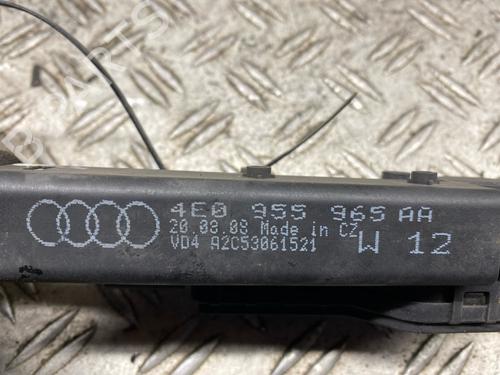 4E0 955 965 AA
20.08.08 Made in CZ
VD4 A2C53061521
W 12